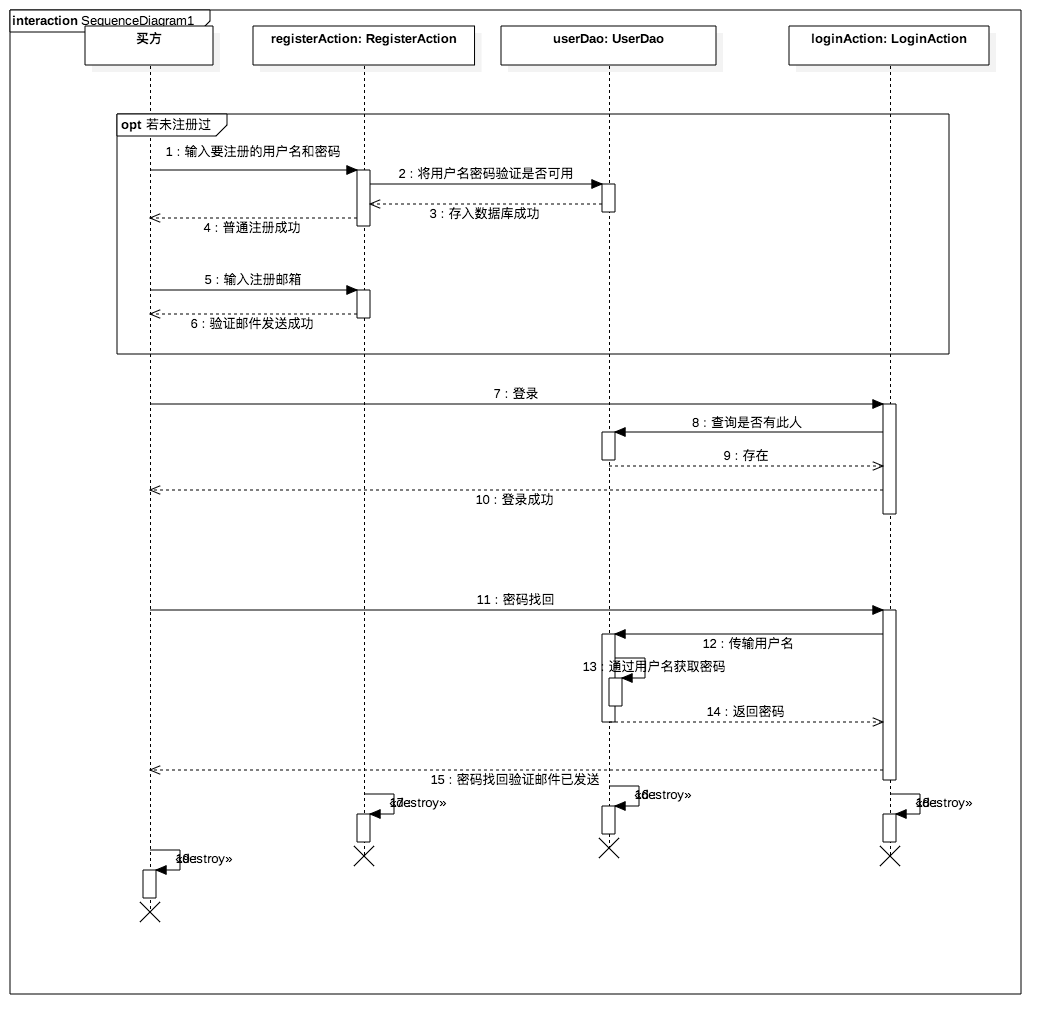 interaction SequenceDiagram1
买方
registerAction: RegisterAction
userDao: UserDao
loginAction: LoginAction
opt 若未注册过
1 : 输入要注册的用户名和密码
2 : 将用户名密码验证是否可用
3 : 存入数据库成功
4 : 普通注册成功
5 : 输入注册邮箱
6 : 验证邮件发送成功
7 : 登录
8 : 查询是否有此人
9 : 存在
10 : 登录成功
11 : 密码找回
12 : 传输用户名
13 : 通过用户名获取密码
14 : 返回密码
15 : 密码找回验证邮件已发送
«destroy»
«destroy»
«destroy»
«destroy»